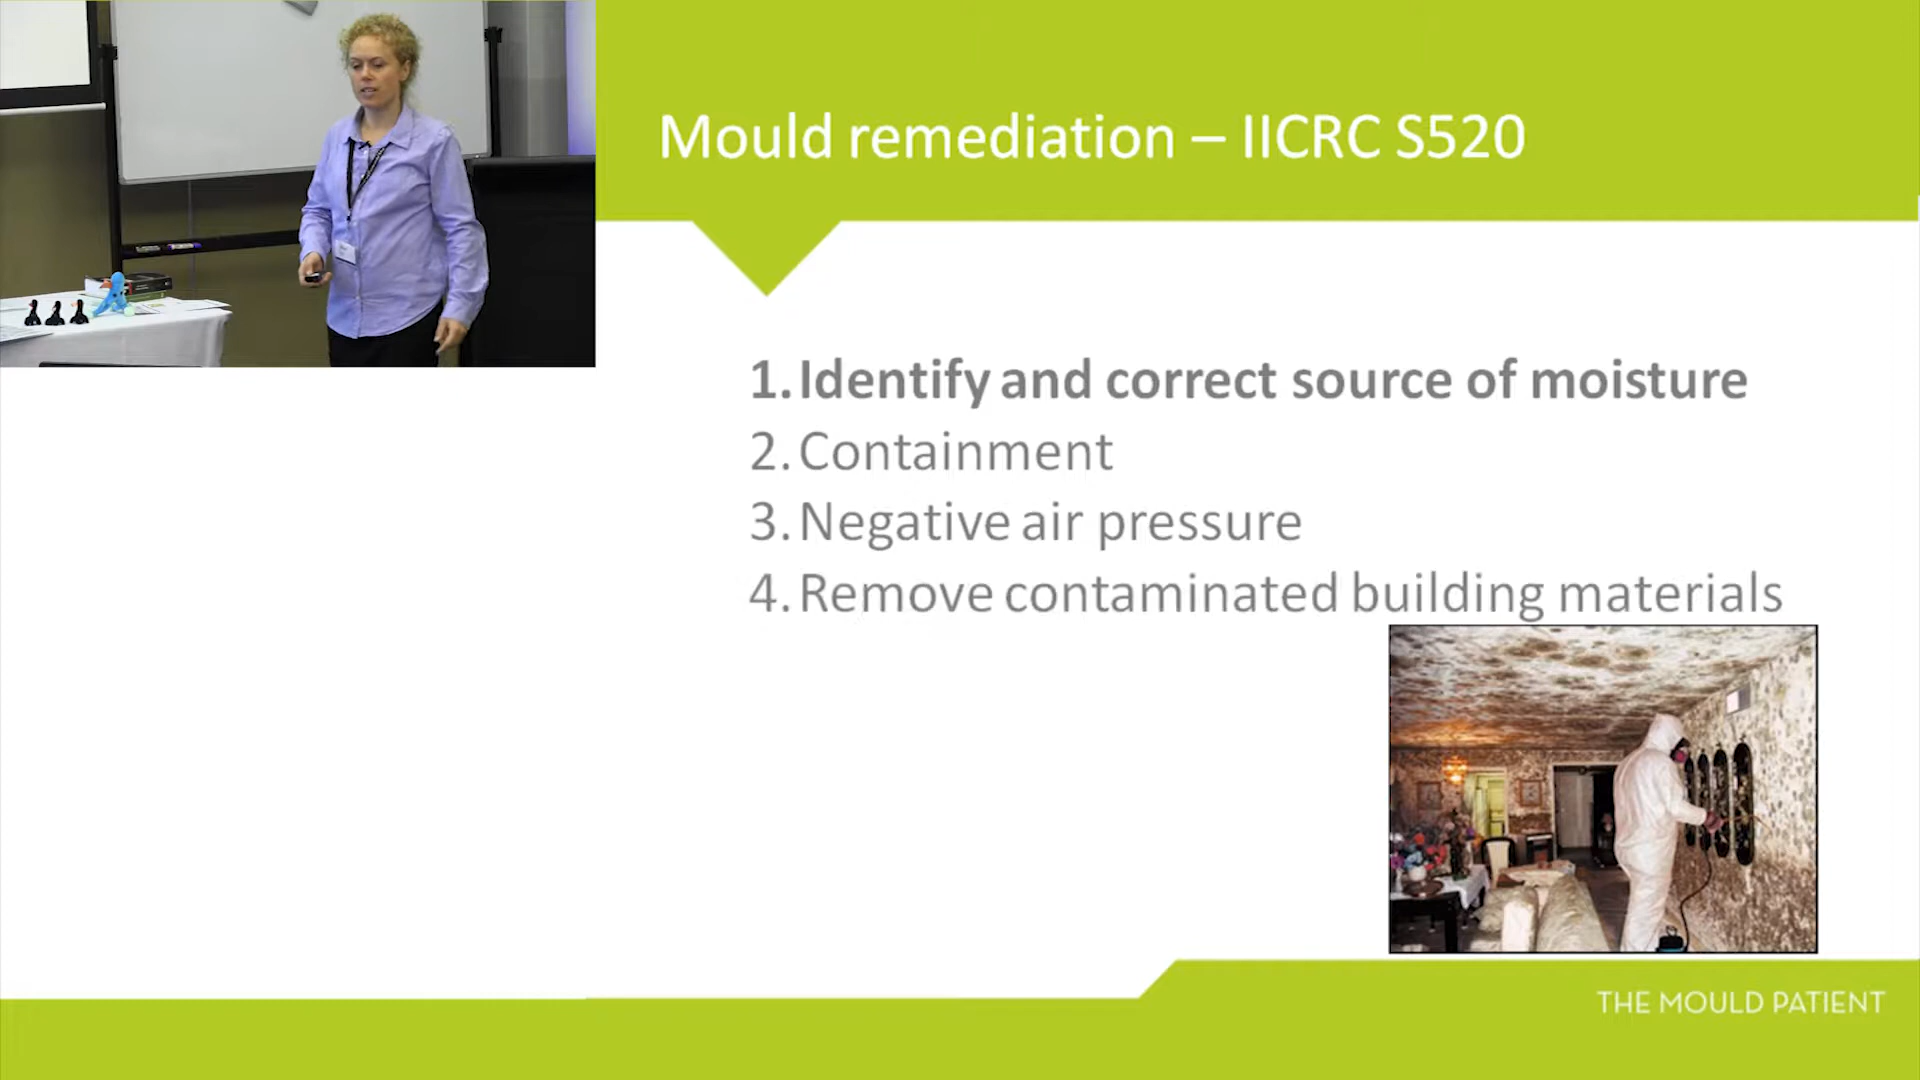 Mould remediation – IICRC S520
1. Identify and correct source of moisture
2. Containment
3. Negative air pressure
4. Remove contaminated building materials
THE MOULD PATIENT